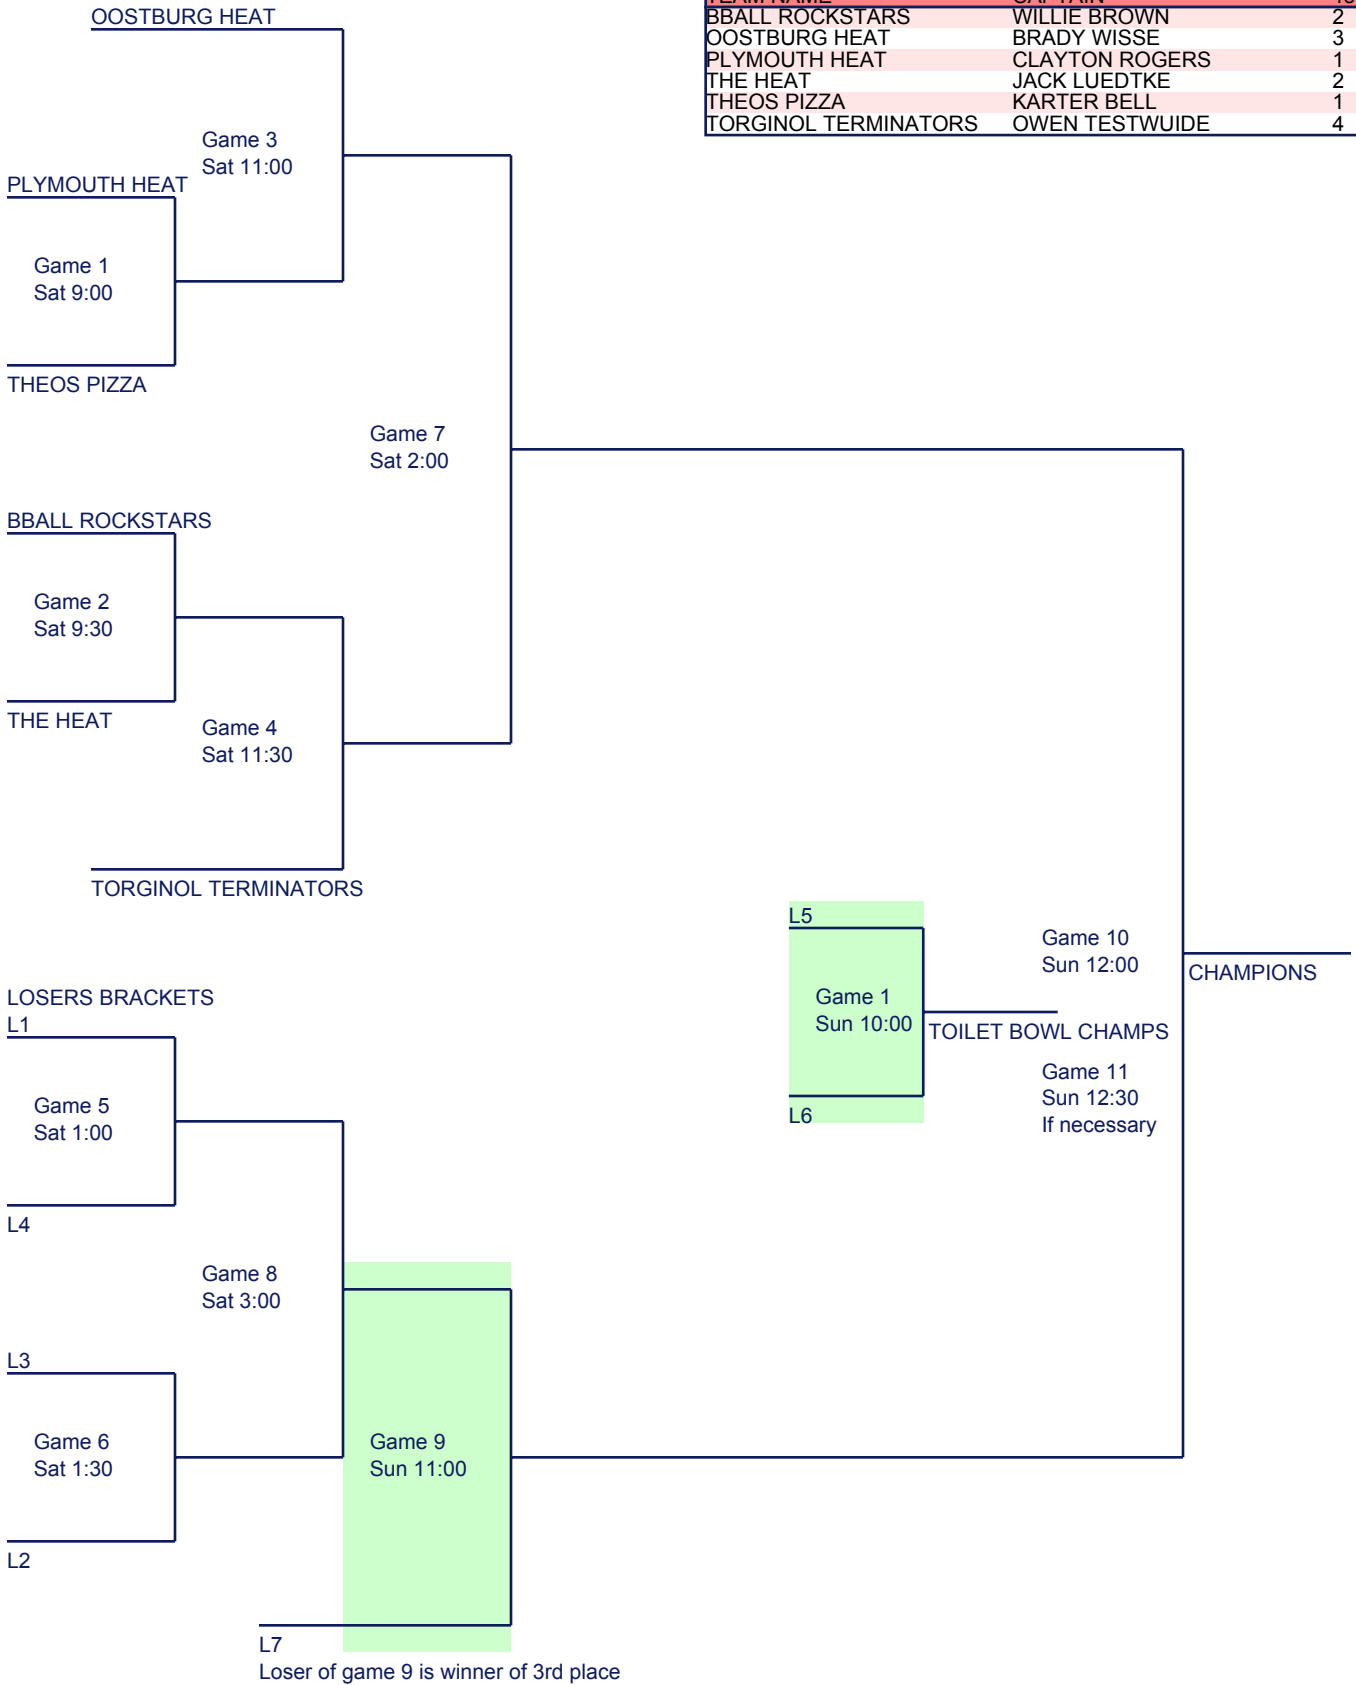 OOSTBURG HEAT
TEAM NAME CAPTAIN
BBALL ROCKSTARS WILLIE BROWN 2
OOSTBURG HEAT BRADY WISSE 3
PLYMOUTH HEAT CLAYTON ROGERS 1
THE HEAT JACK LUEDTKE 2
THEOS PIZZA KARTER BELL 1
TORGINOL TERMINATORS OWEN TESTWUIDE 4
Game 3
Sat 11:00
PLYMOUTH HEAT
Game 1
Sat 9:00
THEOS PIZZA
Game 7
Sat 2:00
BBALL ROCKSTARS
Game 2
Sat 9:30
THE HEAT
Game 4
Sat 11:30
TORGINOL TERMINATORS
L5
Game 10
Sun 12:00
CHAMPIONS
LOSERS BRACKETS
L1
Game 1
Sun 10:00
TOILET BOWL CHAMPS
Game 11
Sun 12:30
If necessary
L6
Game 5
Sat 1:00
L4
Game 8
Sat 3:00
L3
Game 6
Sat 1:30
Game 9
Sun 11:00
L2
L7
Loser of game 9 is winner of 3rd place